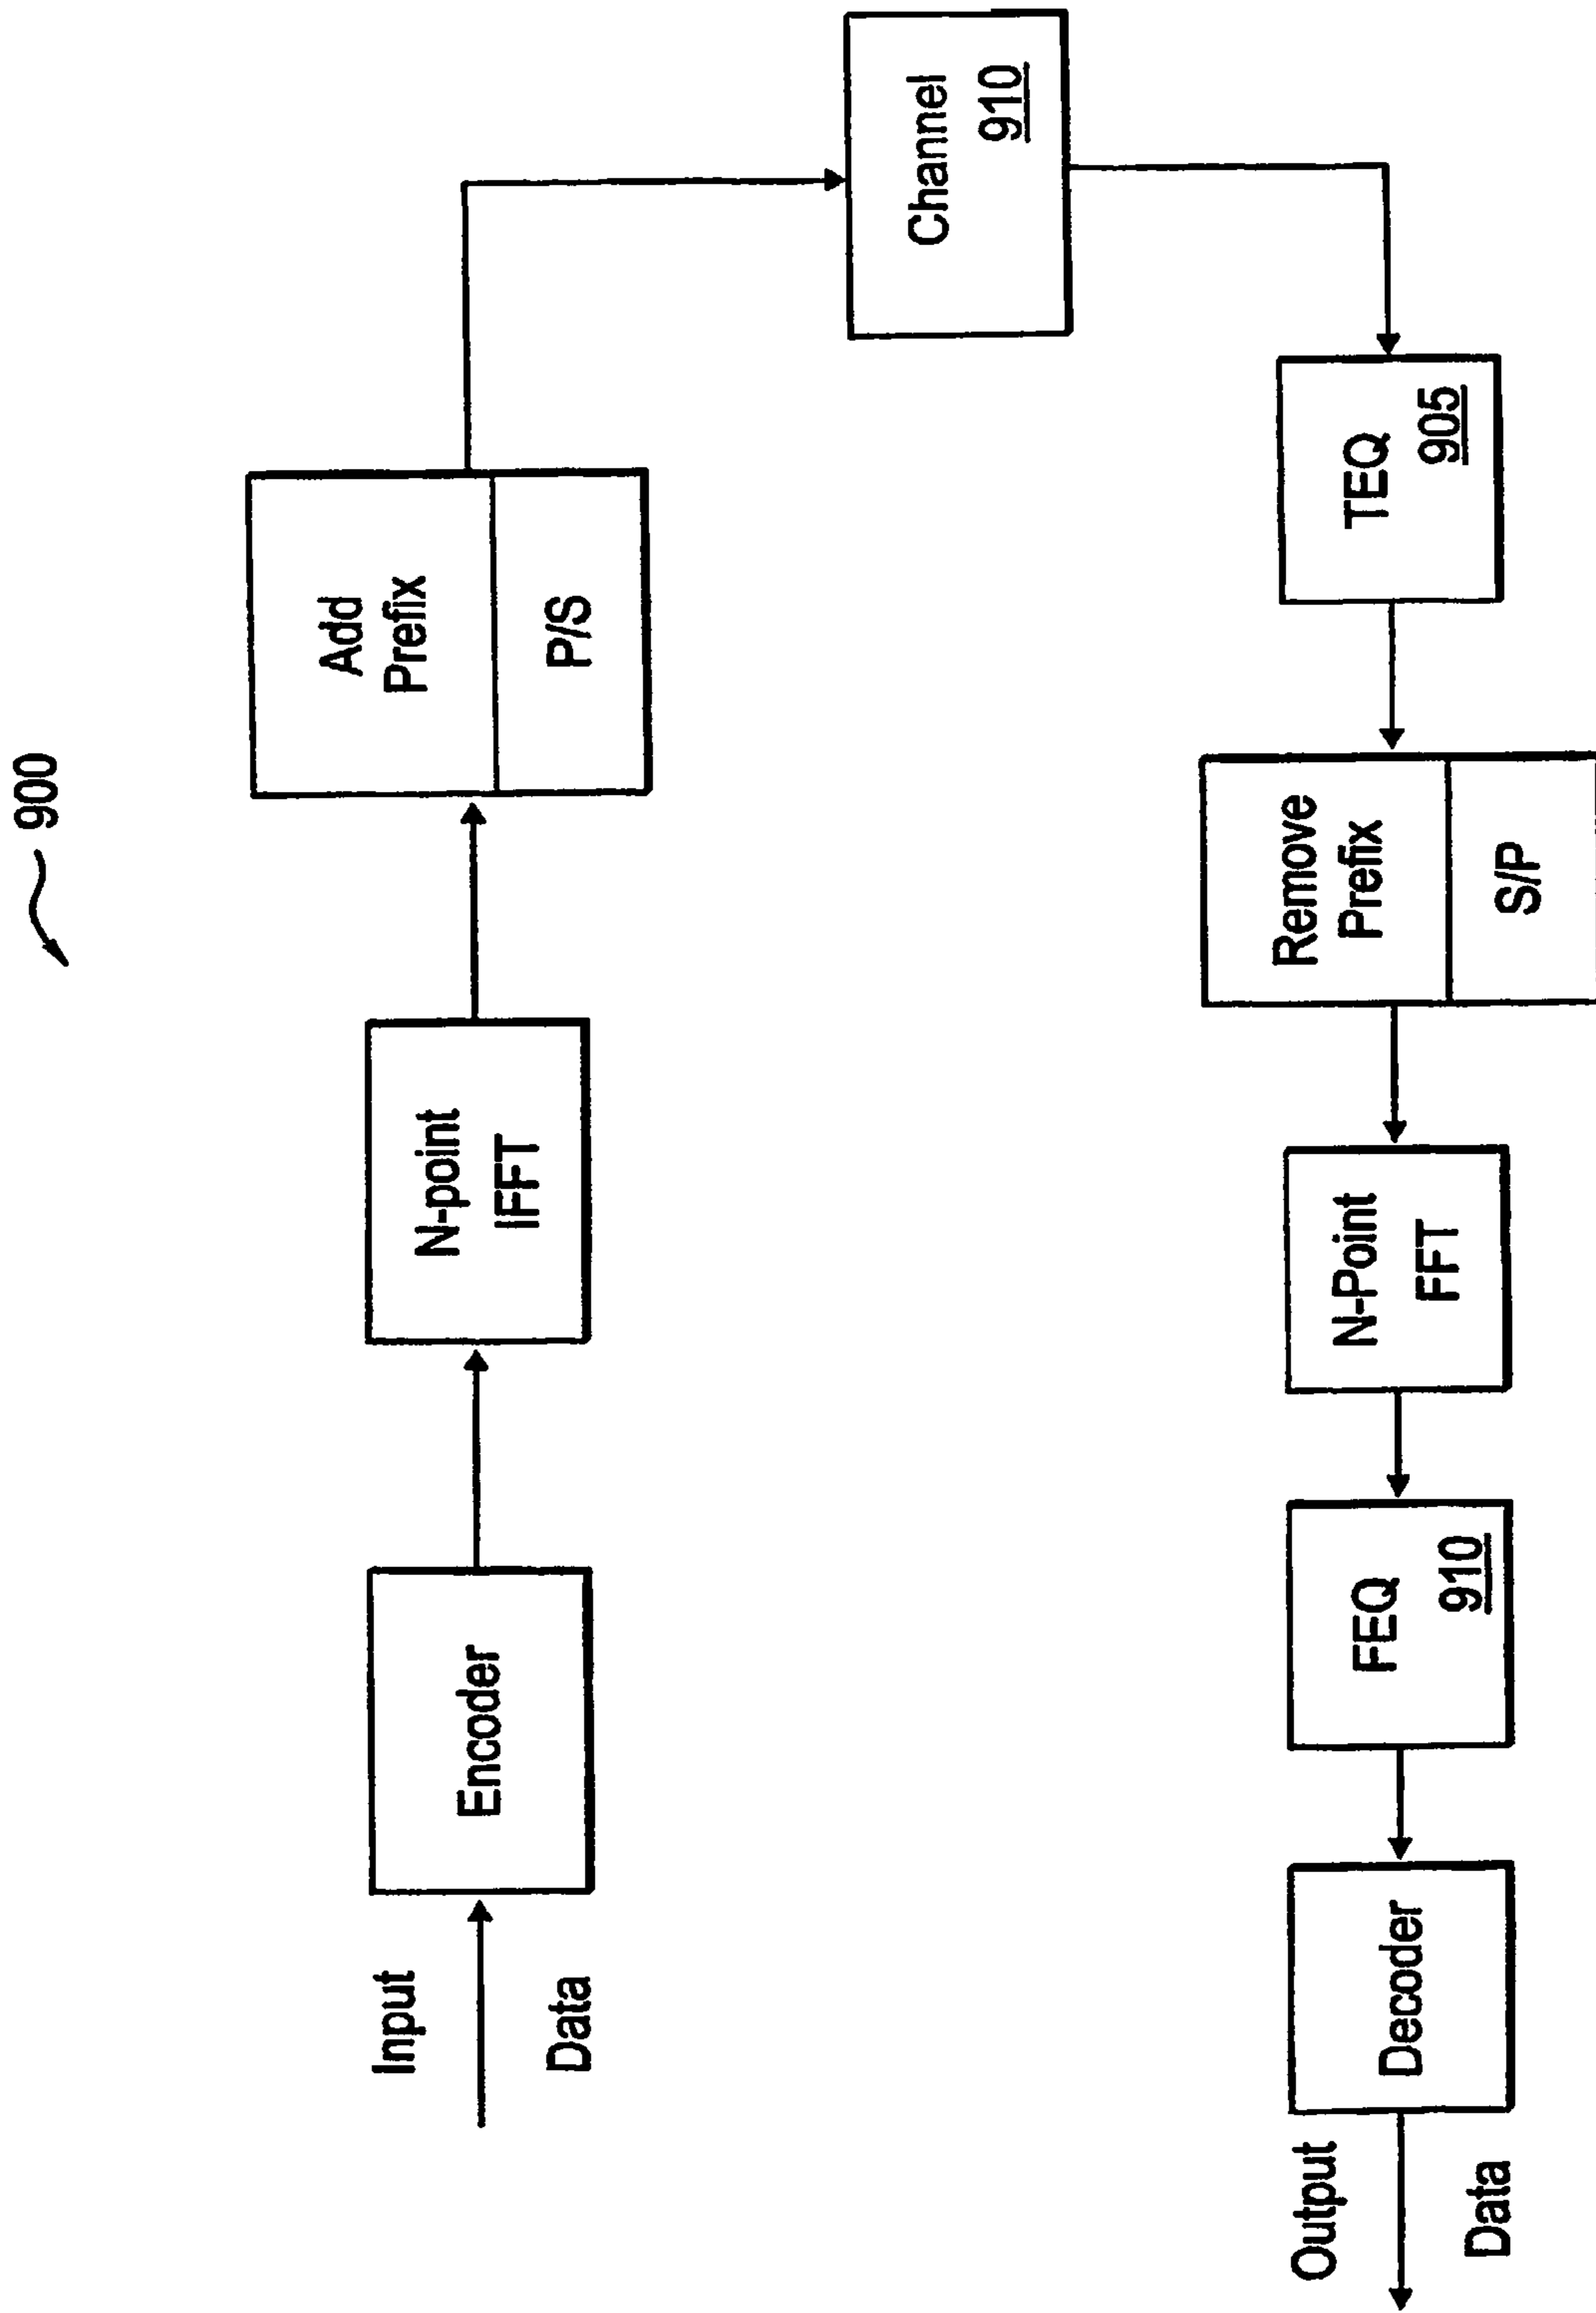 900
Input
Data
Encoder
N-point
IFFT
Add
Prefix
P/S
Channel
910
TEQ
905
Remove
Prefix
S/P
N-Point
FFT
FEQ
910
Decoder
Output
Data